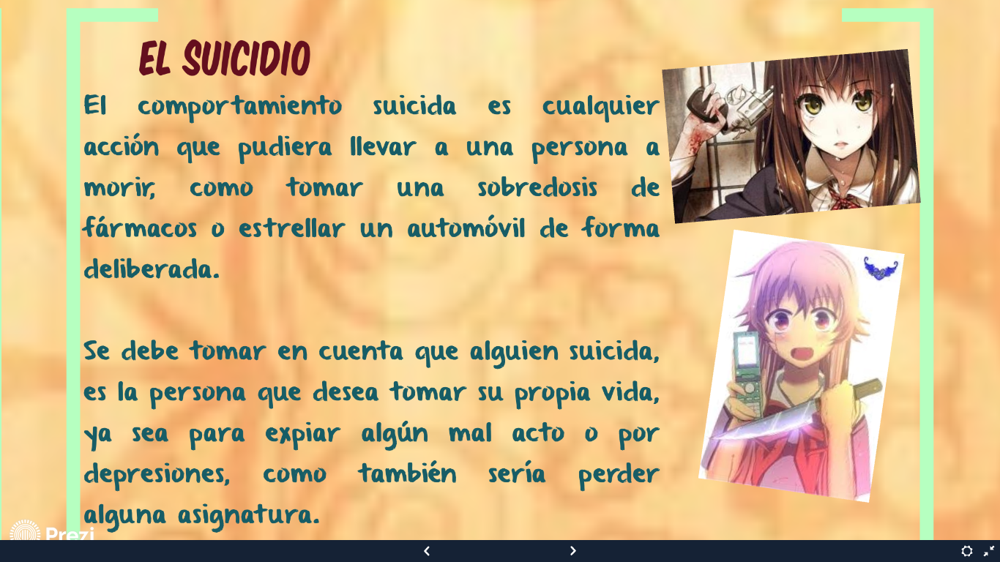 EL SUICIDIO
El comportamiento suicida es cualquier
acción que pudiera llevar a una persona a
morir, como tomar una sobredosis de
fármacos o estrellar un automóvil de forma
deliberada.
Se debe tomar en cuenta que alguien suicida,
es la persona que desea tomar su propia vida,
ya sea para expiar algún mal acto o por
depresiones, como también sería perder
alguna asignatura.
Prezi